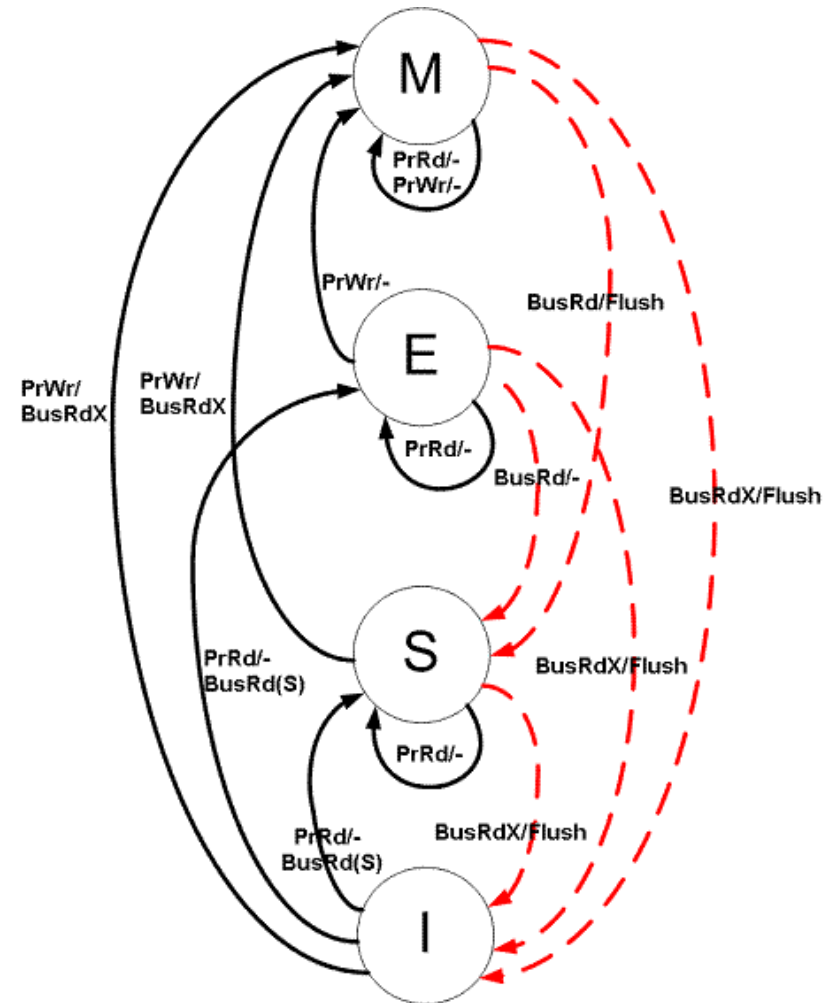 M
PrRd/-
PrWr/-
PrWr/-
BusRd/Flush
E
PrWr/
BusRdX
PrWr/
BusRdX
PrRd/-
BusRd/-
BusRdX/Flush
S
PrRd/-
BusRd(S)
BusRdX/Flush
PrRd/-
PrRd/-
BusRd(S)
BusRdX/Flush
I